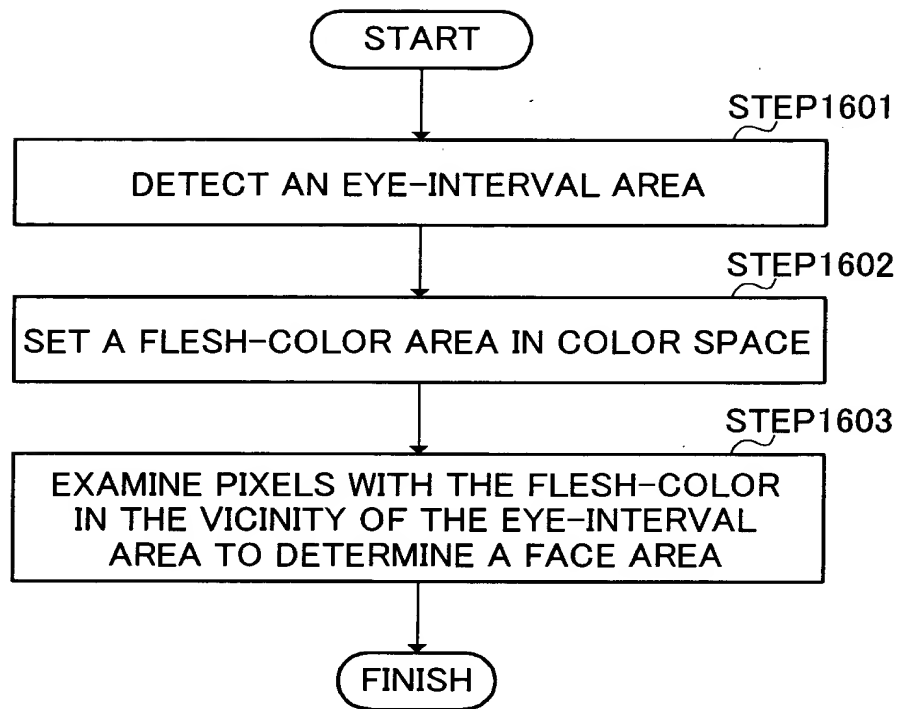 START
STEP1601
DETECT AN EYE-INTERVAL AREA
STEP1602
SET A FLESH-COLOR AREA IN COLOR SPACE
STEP1603
EXAMINE PIXELS WITH THE FLESH-COLOR
IN THE VICINITY OF THE EYE-INTERVAL
AREA TO DETERMINE A FACE AREA
FINISH